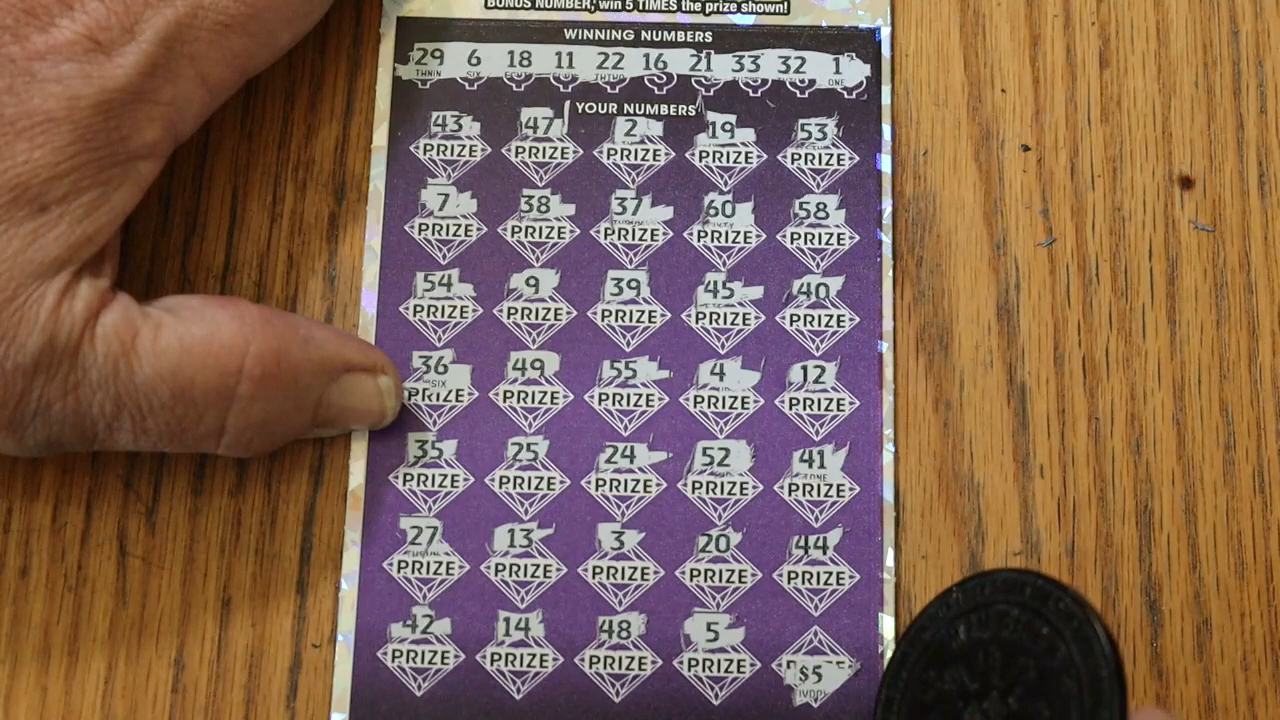 BONUS NUMBER, win 5 TIMES the prize shown!
WINNING NUMBERS
29 6 18 11 22 16 21 33 32 1
THNIN SIX ONE
YOUR NUMBERS
43 47 2 19 53
PRIZE PRIZE PRIZE PRIZE PRIZE
7 38 37 60 58
PRIZE PRIZE PRIZE PRIZE PRIZE
54 9 39 45 40
PRIZE PRIZE PRIZE PRIZE PRIZE
36 49 55 4 12
SIX
PRIZE PRIZE PRIZE PRIZE PRIZE
35 25 24 52 41
PRIZE PRIZE PRIZE PRIZE PRIZE
27 13 3 20 44
PRIZE PRIZE PRIZE PRIZE PRIZE
42 14 48 5
PRIZE PRIZE PRIZE PRIZE
$5